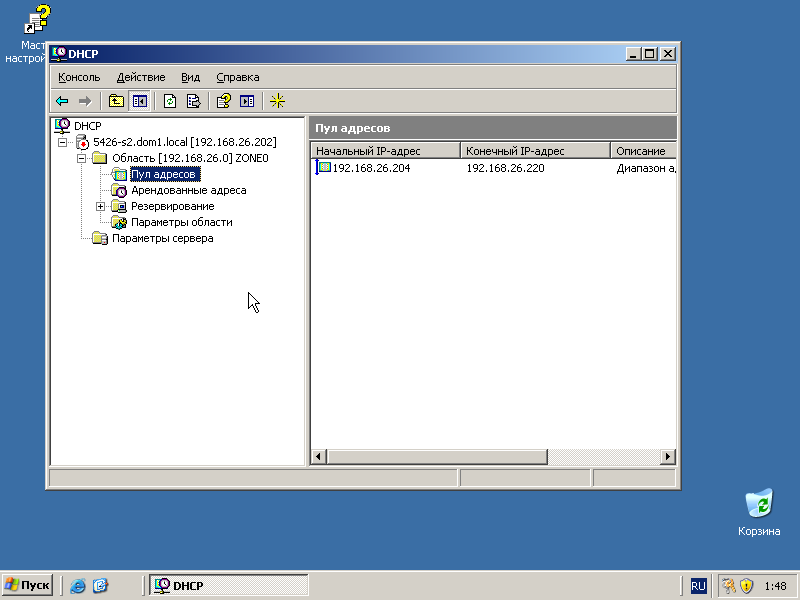 Маст
настрой
DHCP
Консоль Действие Вид Справка
DHCP
5426-s2.dom1.local [192.168.26.202]
Область [192.168.26.0] ZONE0
Пул адресов
Арендованные адреса
Резервирование
Параметры области
Параметры сервера
Пул адресов
Начальный IP-адрес Конечный IP-адрес Описание
192.168.26.204 192.168.26.220 Диапазон а
Корзина
Пуск
DHCP
RU
1:48